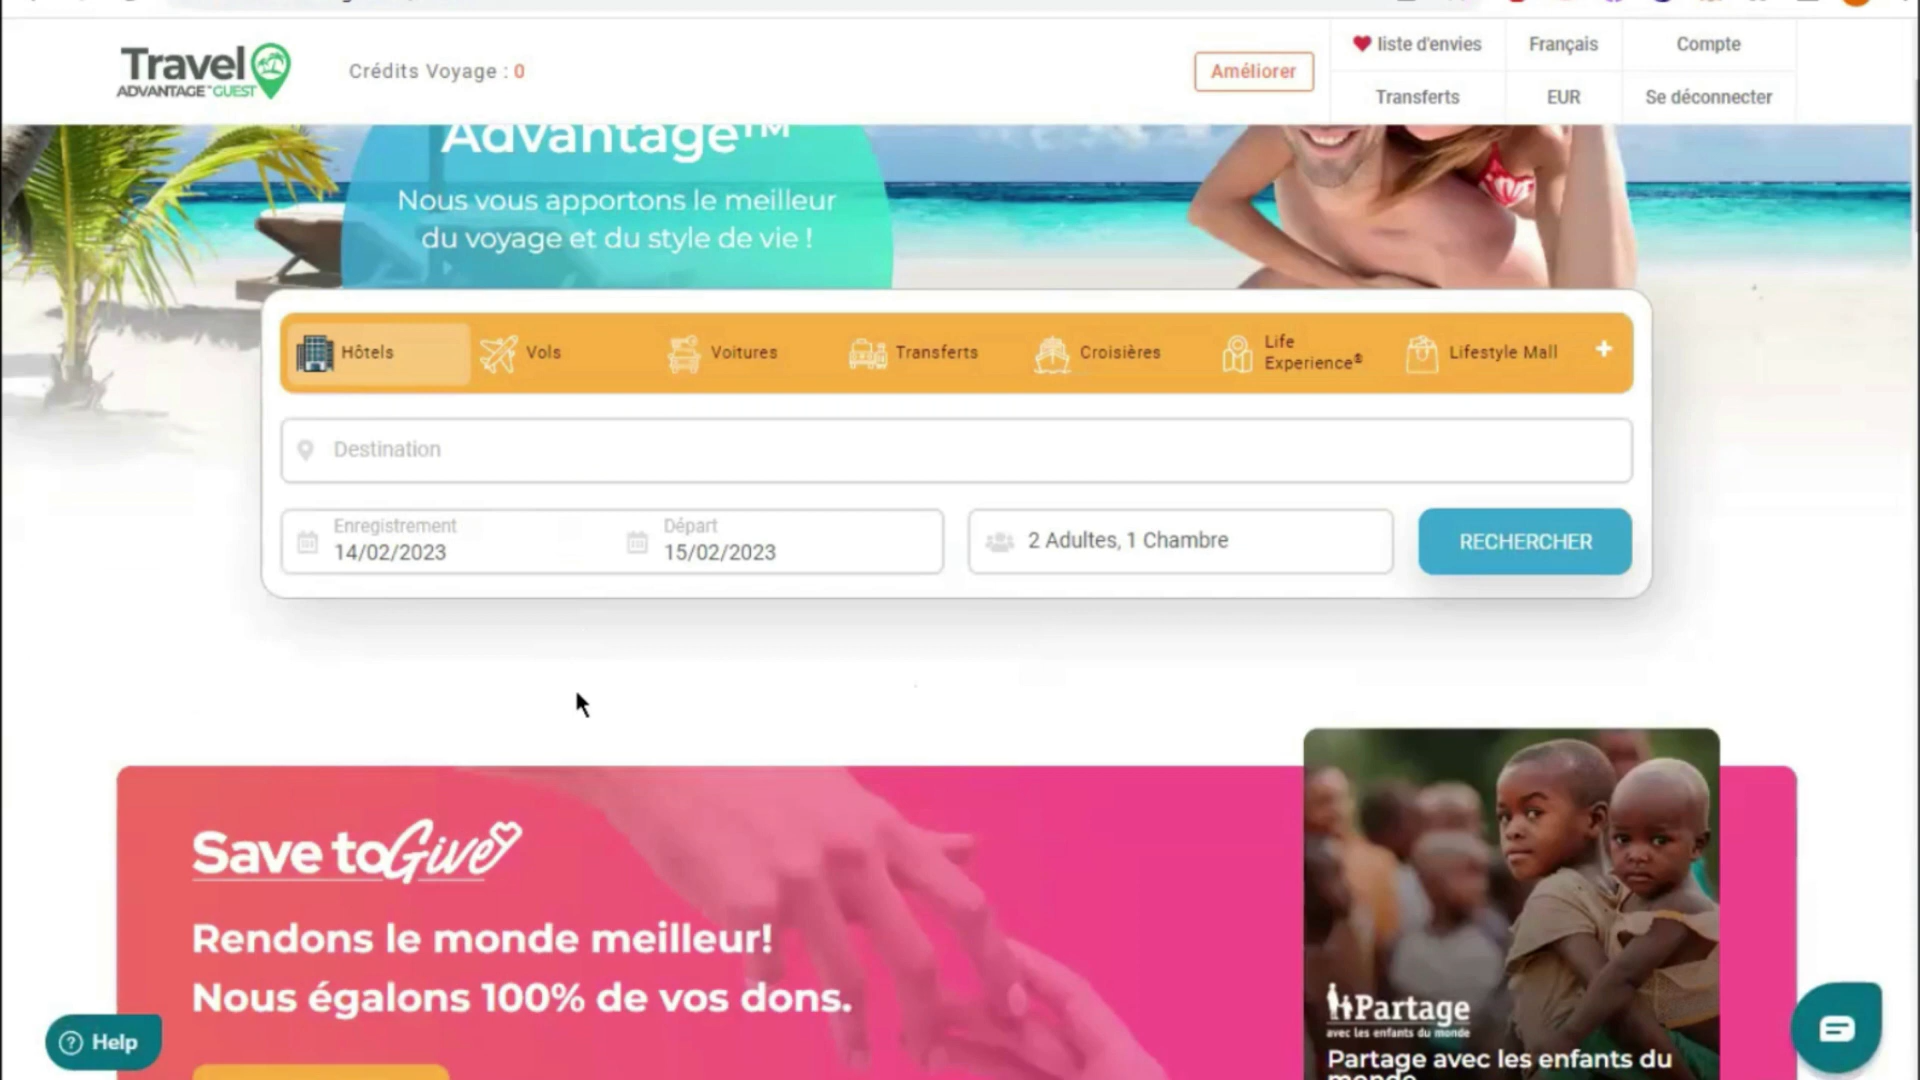 Travel
ADVANTAGE™GUEST
Crédits Voyage : 0
Améliorer
liste d'envies
Français
Compte
Transferts
EUR
Se déconnecter
Advantage™
Nous vous apportons le meilleur
du voyage et du style de vie !
Hôtels
Vols
Voitures
Transferts
Croisières
Life
Experience®
Lifestyle Mall
+
Destination
Enregistrement
14/02/2023
Départ
15/02/2023
2 Adultes, 1 Chambre
RECHERCHER
Save to Give
Rendons le monde meilleur!
Nous égalons 100% de vos dons.
Partage
avec les enfants du monde
Partage avec les enfants du
monde
? Help